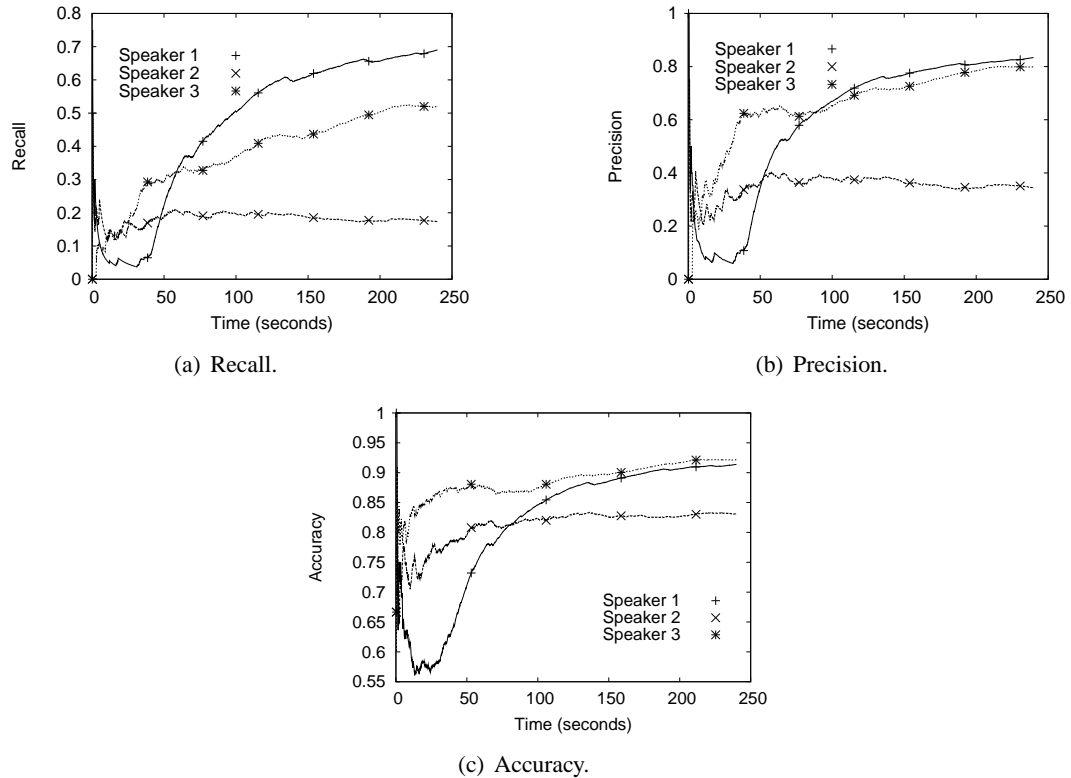 0.8
0.7
0.6
0.5
0.4
0.3
0.2
0.1
0
Recall
Speaker 1
Speaker 2
Speaker 3
0 50 100 150 200 250
Time (seconds)
(a) Recall.
1
0.8
0.6
0.4
0.2
0
Precision
Speaker 1
Speaker 2
Speaker 3
0 50 100 150 200 250
Time (seconds)
(b) Precision.
1
0.95
0.9
0.85
0.8
0.75
0.7
0.65
0.6
0.55
Accuracy
Speaker 1
Speaker 2
Speaker 3
0 50 100 150 200 250
Time (seconds)
(c) Accuracy.